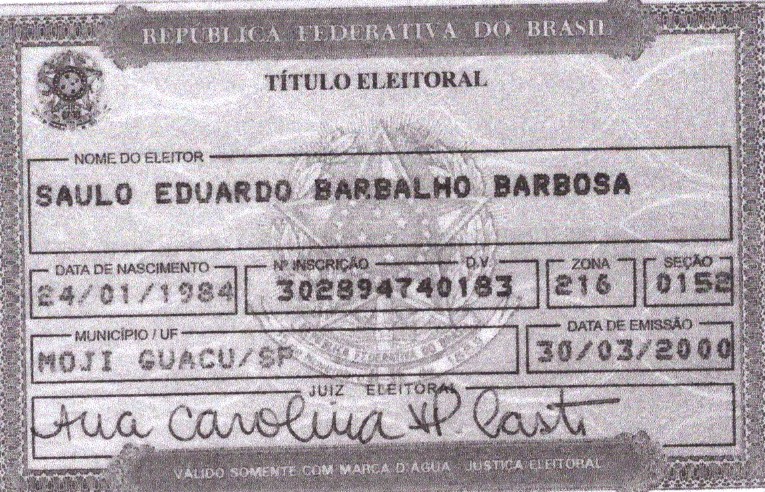 REPÚBLICA FEDERATIVA DO BRASIL
TÍTULO ELEITORAL
NOME DO ELEITOR
SAULO EDUARDO BARBALHO BARBOSA
DATA DE NASCIMENTO Nº INSCRIÇÃO D.V. ZONA SEÇÃO
24/01/1984 302894740183 216 0152
MUNICÍPIO / UF DATA DE EMISSÃO
MOJI GUACU/SP 30/03/2000
JUIZ ELEITORAL
Ana Carolina
VÁLIDO SOMENTE COM MARCA D'ÁGUA JUSTIÇA ELEITORAL